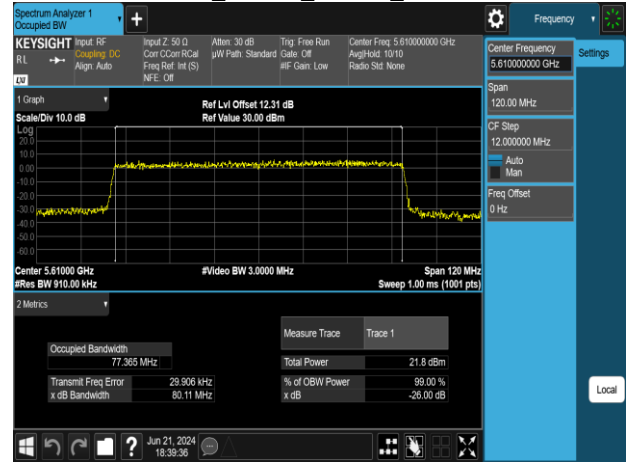 Spectrum Analyzer 1
Occupied BW
Frequency
KEYSIGHT
RL
LXI
Input: RF
Coupling: DC
Align: Auto
Input Z: 50 Ω
Corr CCorr RCal
Freq Ref: Int (S)
NFE: Off
Atten: 30 dB
µW Path: Standard
Trig: Free Run
Gate: Off
#IF Gain: Low
Center Freq: 5.610000000 GHz
Avg|Hold: 10/10
Radio Std: None
Center Frequency
5.610000000 GHz
Settings
Span
120.00 MHz
CF Step
12.000000 MHz
Auto
Man
Freq Offset
0 Hz
1 Graph
Scale/Div 10.0 dB
Ref Lvl Offset 12.31 dB
Ref Value 30.00 dBm
Log
20.0
10.0
0.00
-10.0
-20.0
-30.0
-40.0
-50.0
-60.0
Center 5.61000 GHz
#Res BW 910.00 kHz
#Video BW 3.0000 MHz
Span 120 MHz
Sweep 1.00 ms (1001 pts)
2 Metrics
Measure Trace
Trace 1
Occupied Bandwidth
77.365 MHz
Total Power
21.8 dBm
Transmit Freq Error
29.906 kHz
% of OBW Power
99.00 %
x dB Bandwidth
80.11 MHz
x dB
-26.00 dB
Local
Jun 21, 2024
18:39:36